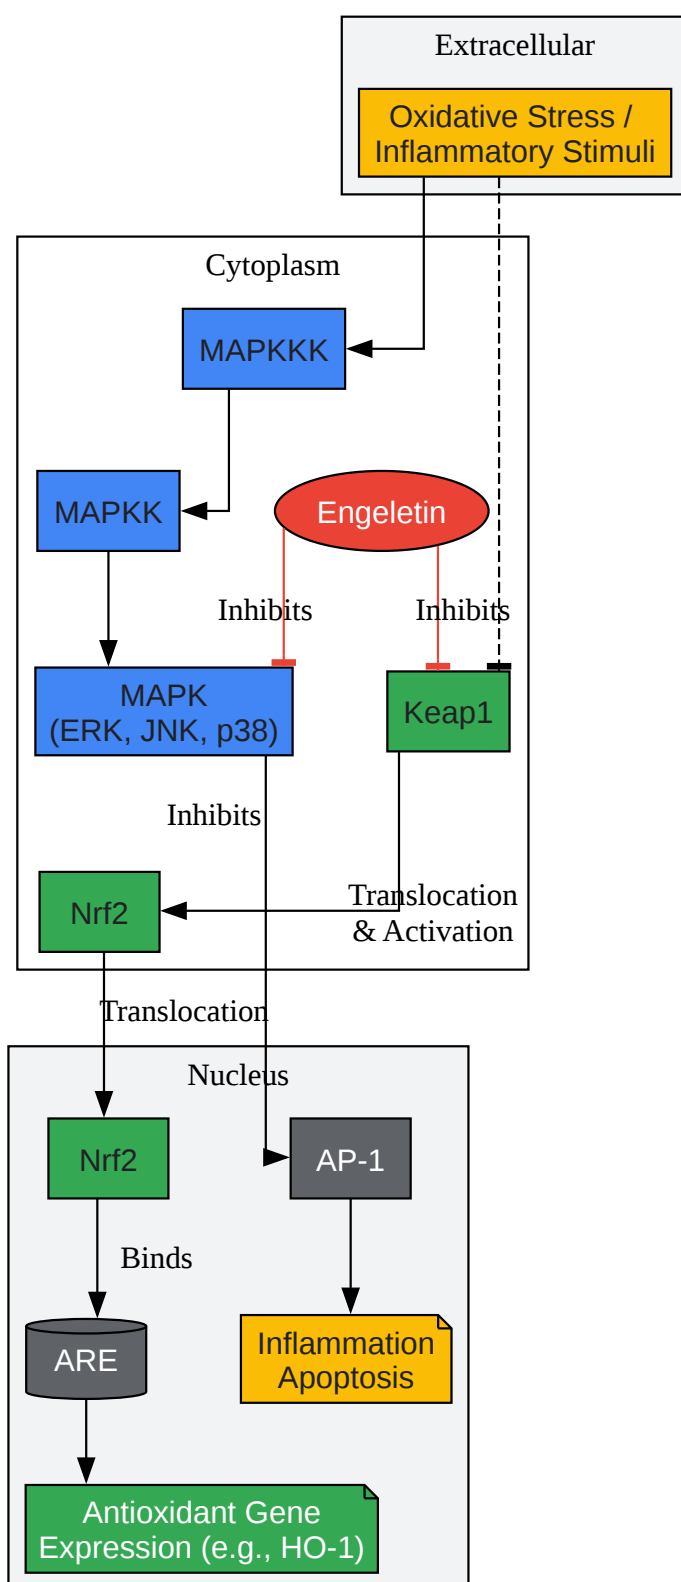 Extracellular
Oxidative Stress /
Inflammatory Stimuli
Cytoplasm
MAPKKK
MAPKK
Engeletin
Inhibits
Inhibits
MAPK
(ERK, JNK, p38)
Keap1
Inhibits
Nrf2
Translocation
& Activation
Translocation
Nucleus
Nrf2
AP-1
Binds
ARE
Inflammation
Apoptosis
Antioxidant Gene
Expression (e.g., HO-1)